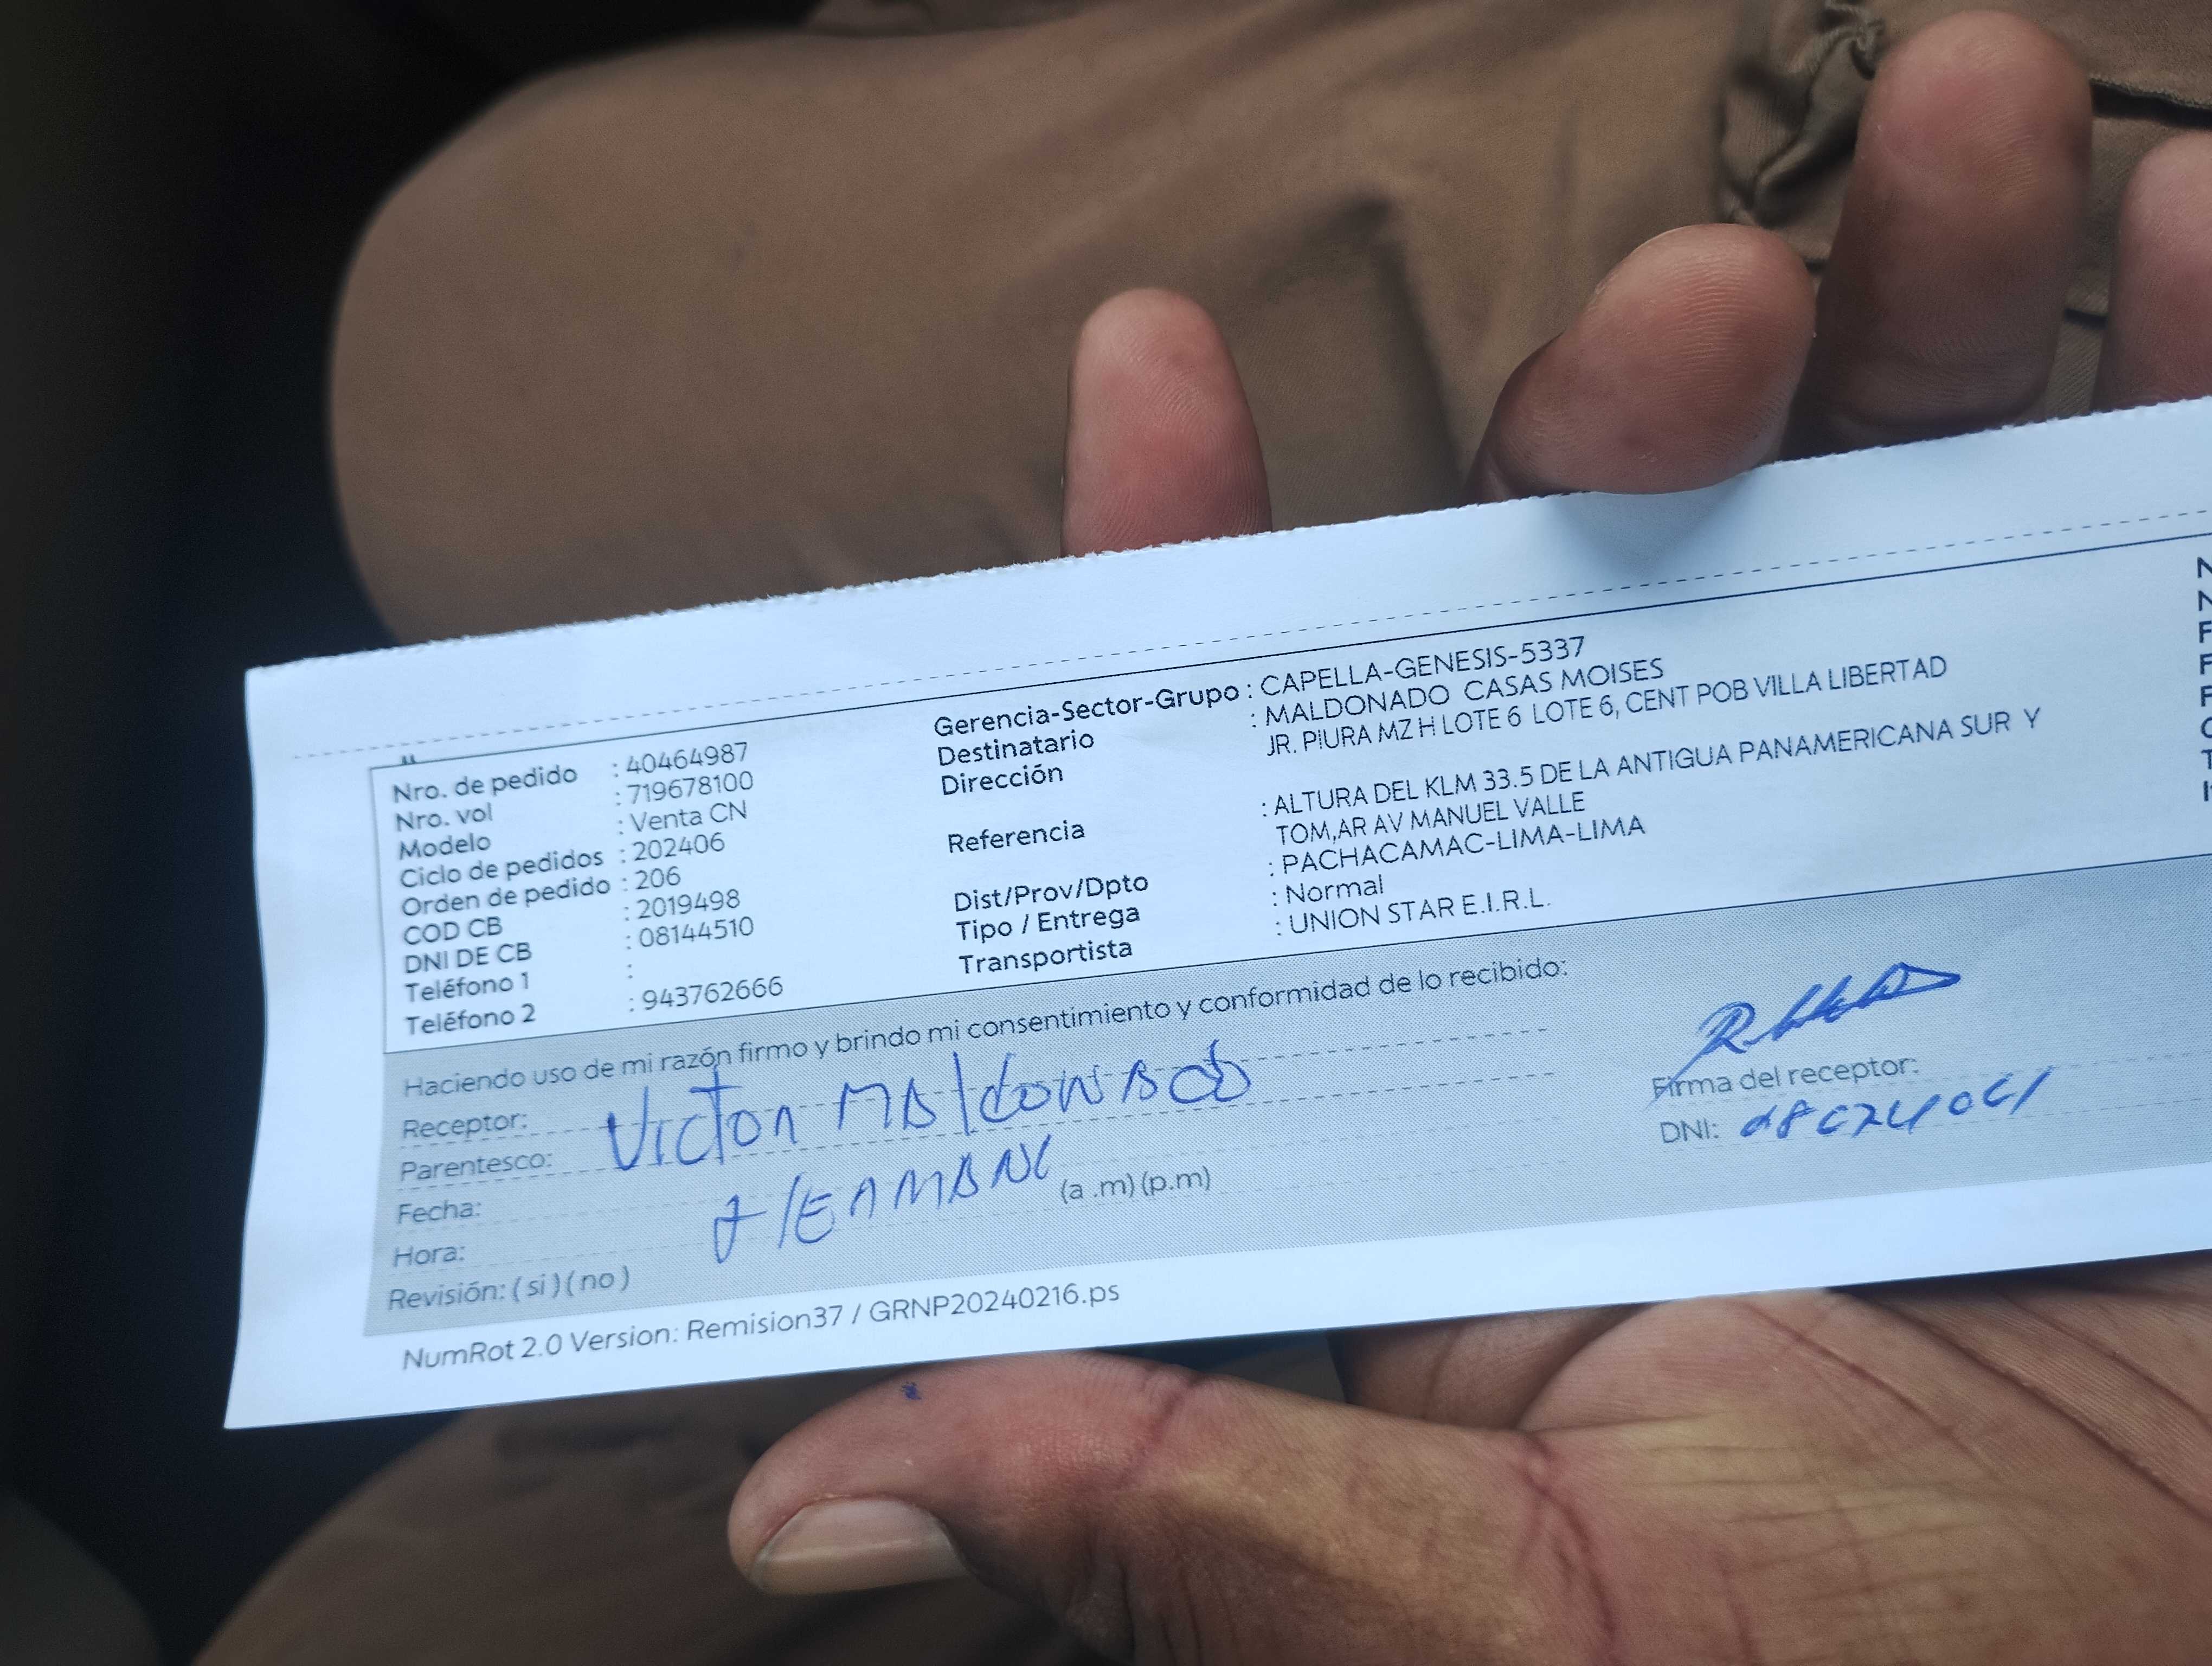 Nro. de pedido : 40464987
Nro. vol : 719678100
Modelo : Venta CN
Ciclo de pedidos : 202406
Orden de pedido : 206
COD CB : 2019498
DNI DE CB : 08144510
Teléfono 1 :
Teléfono 2 : 943762666
Gerencia-Sector-Grupo : CAPELLA-GENESIS-5337
Destinatario : MALDONADO CASAS MOISES
Dirección JR. PIURA MZ H LOTE 6 LOTE 6, CENT POB VILLA LIBERTAD
Referencia : ALTURA DEL KLM 33.5 DE LA ANTIGUA PANAMERICANA SUR Y
TOM,AR AV MANUEL VALLE
Dist/Prov/Dpto : PACHACAMAC-LIMA-LIMA
Tipo / Entrega : Normal
Transportista : UNION STAR E.I.R.L.
Haciendo uso de mi razón firmo y brindo mi consentimiento y conformidad de lo recibido:
Receptor: Victor Maldonado
Parentesco:
Fecha:
Hora: (a .m) (p.m)
Revisión: ( si ) ( no )
Firma del receptor:
DNI:
NumRot 2.0 Version: Remision37 / GRNP20240216.ps